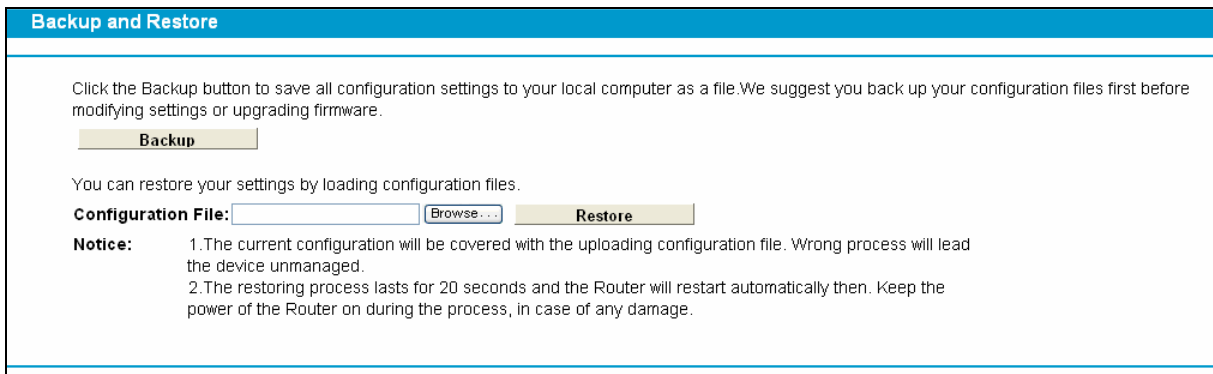 Backup and Restore
Click the Backup button to save all configuration settings to your local computer as a file.We suggest you back up your configuration files first before
modifying settings or upgrading firmware.
Backup
You can restore your settings by loading configuration files.
Configuration File: Browse... Restore
Notice: 1.The current configuration will be covered with the uploading configuration file. Wrong process will lead
the device unmanaged.
2.The restoring process lasts for 20 seconds and the Router will restart automatically then. Keep the
power of the Router on during the process, in case of any damage.